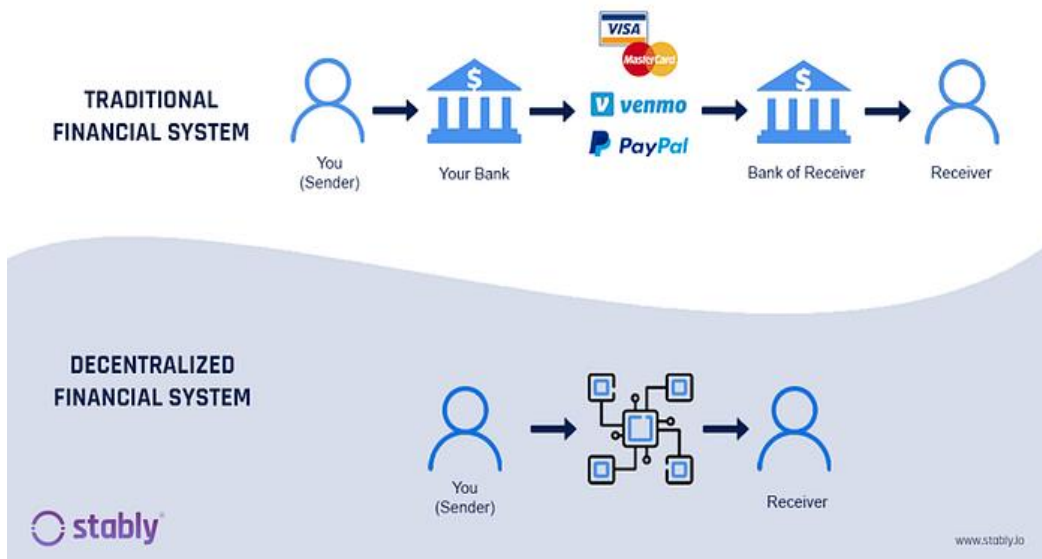 TRADITIONAL
FINANCIAL SYSTEM
You
(Sender)
$
Your Bank
VISA
MasterCard
V venmo
P PayPal
$
Bank of Receiver
Receiver
DECENTRALIZED
FINANCIAL SYSTEM
You
(Sender)
Receiver
stably
www.stably.io